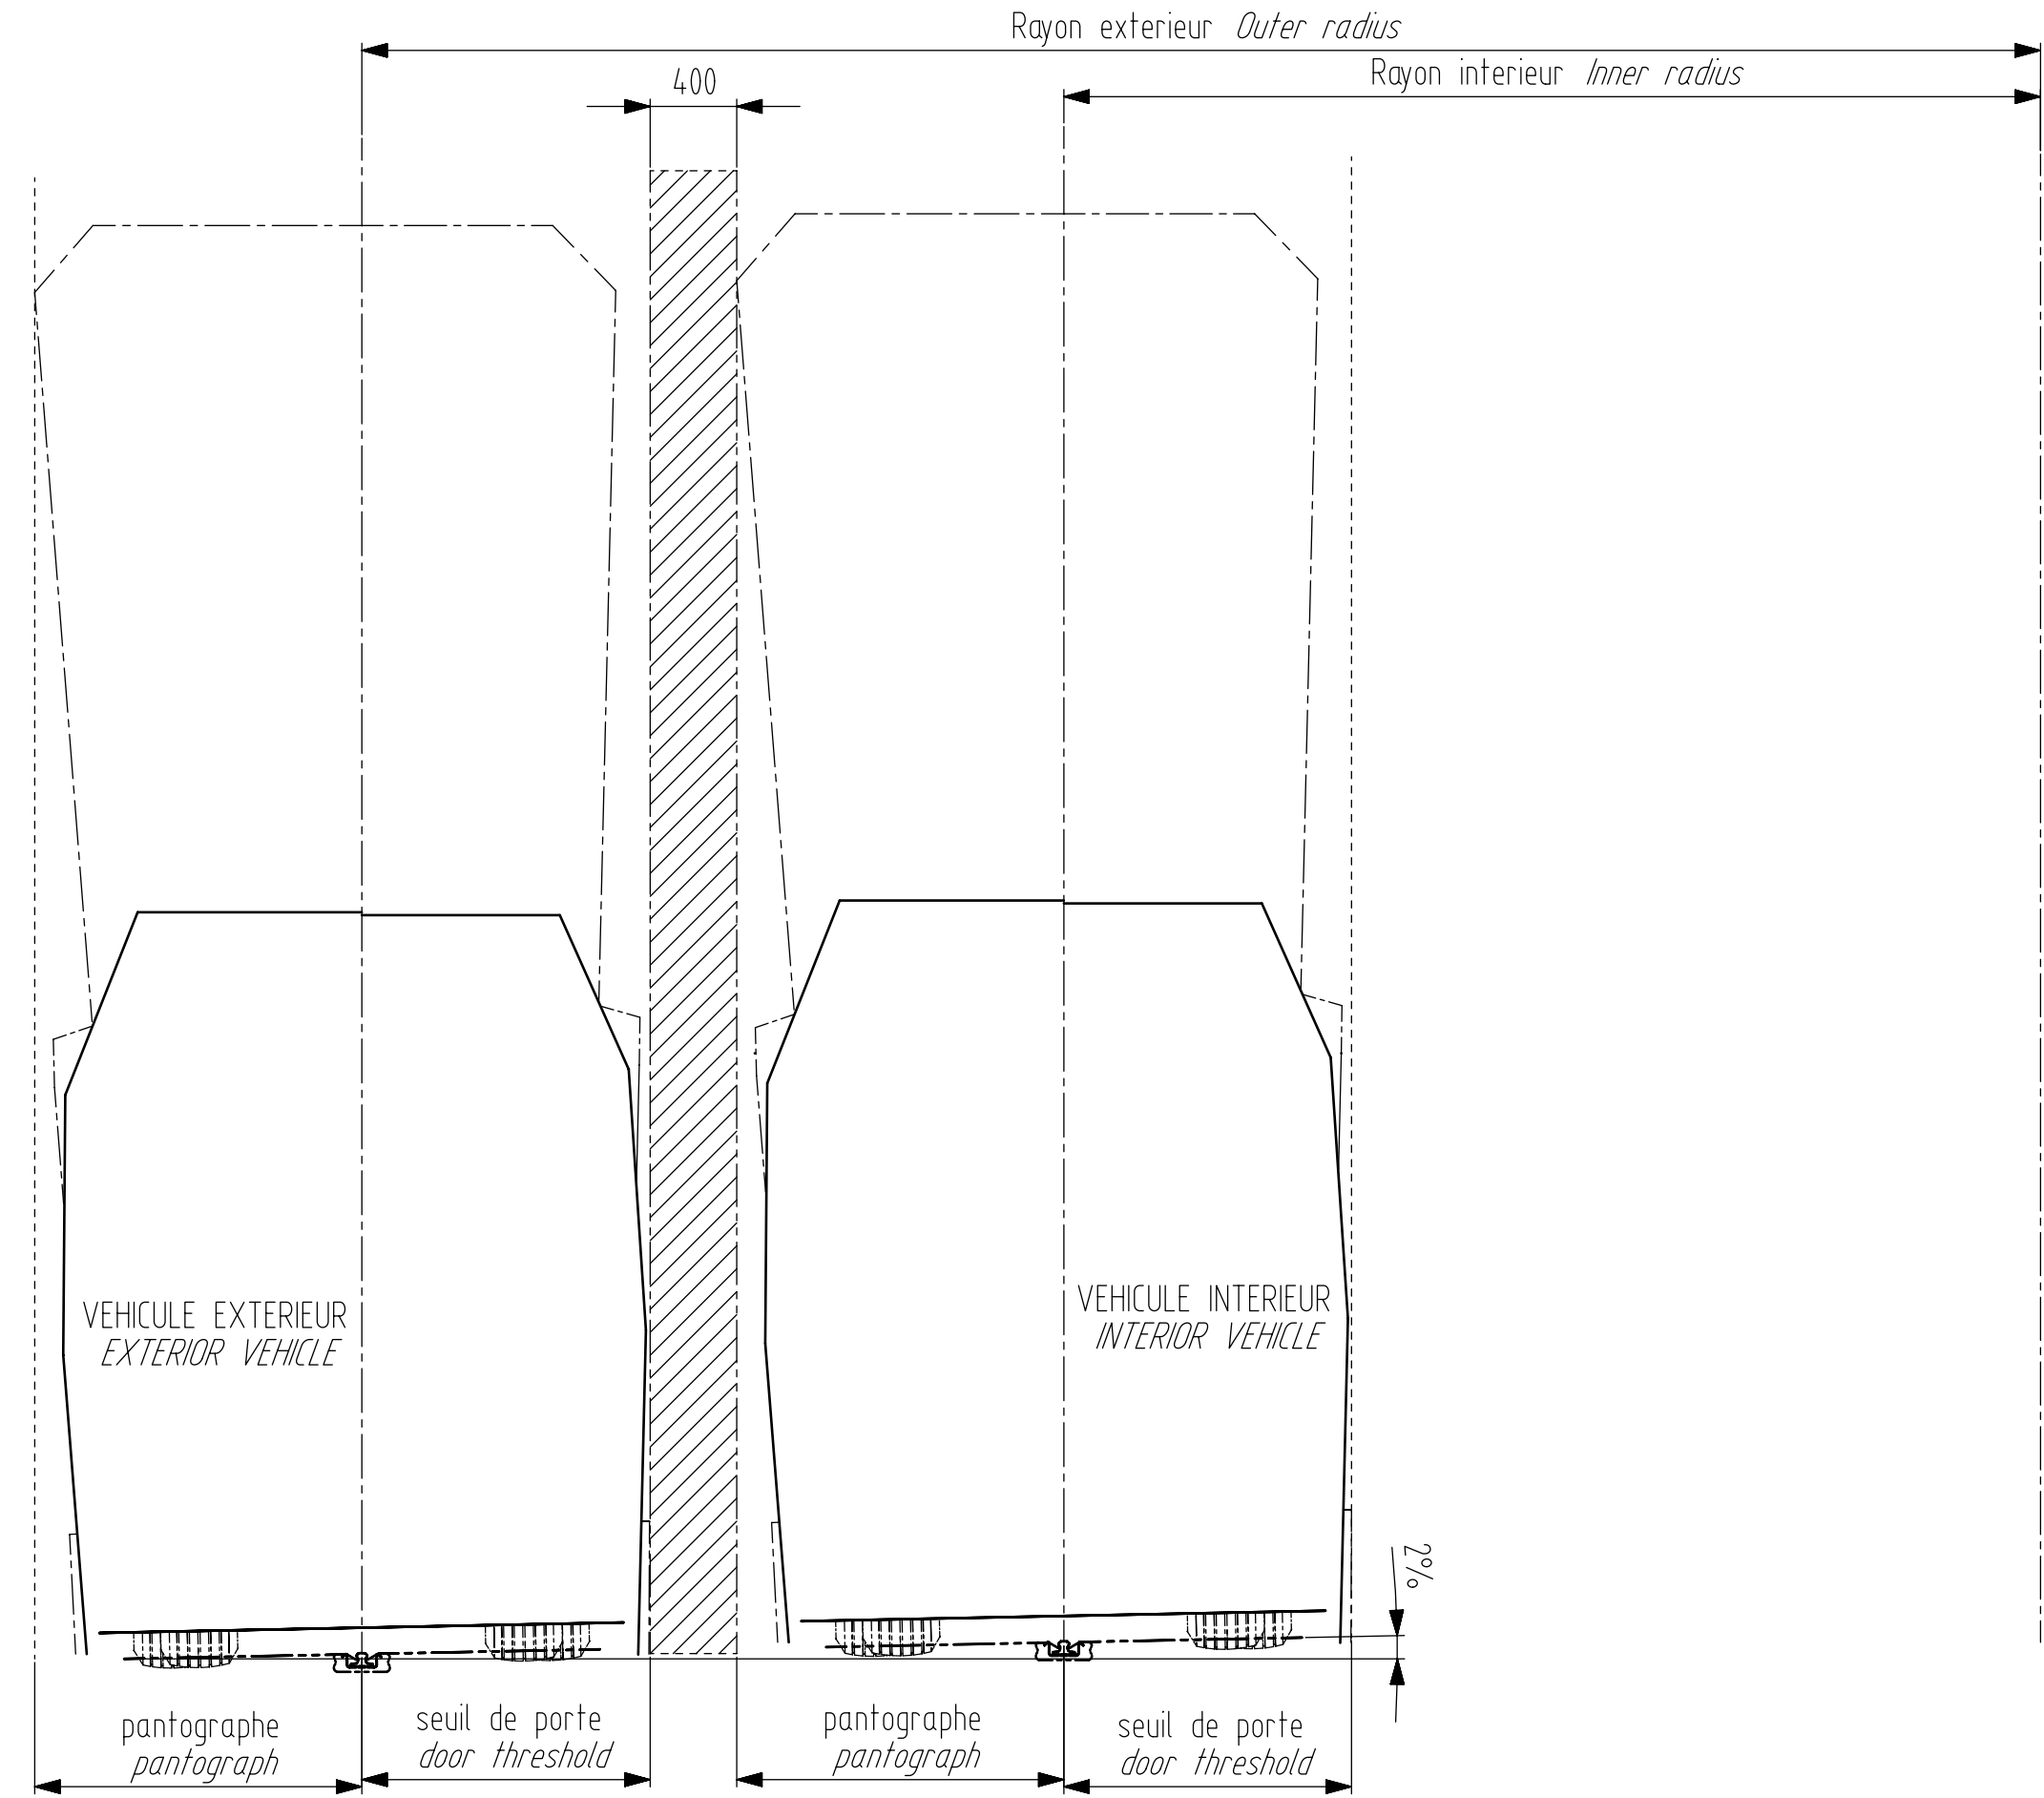 Rayon exterieur Outer radius
Rayon interieur Inner radius
400
VEHICULE EXTERIEUR
EXTERIOR VEHICLE
VEHICULE INTERIEUR
INTERIOR VEHICLE
2%
pantographe
pantograph
seuil de porte
door threshold
pantographe
pantograph
seuil de porte
door threshold